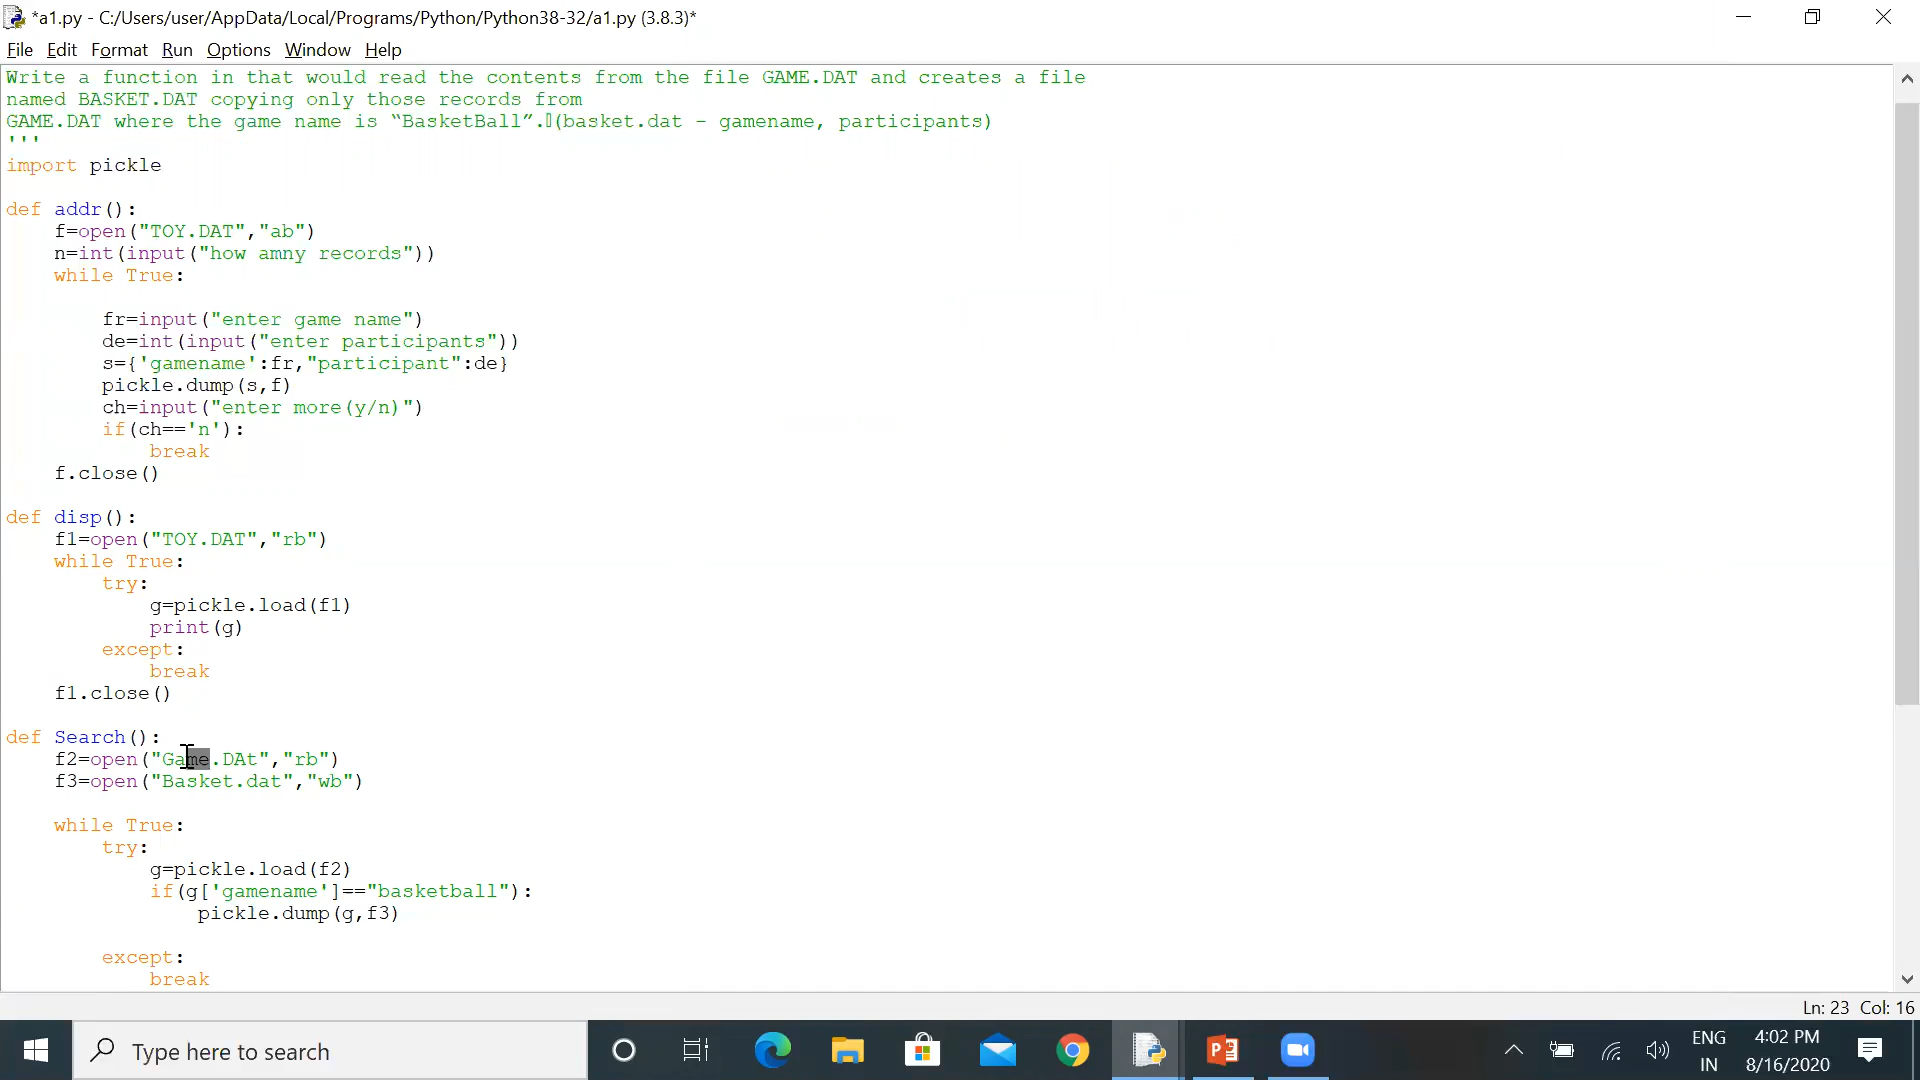 *a1.py - C:/Users/user/AppData/Local/Programs/Python/Python38-32/a1.py (3.8.3)*
File Edit Format Run Options Window Help
Write a function in that would read the contents from the file GAME.DAT and creates a file
named BASKET.DAT copying only those records from
GAME.DAT where the game name is “BasketBall”.(basket.dat - gamename, participants)
'''
import pickle
def addr():
f=open("TOY.DAT","ab")
n=int(input("how amny records"))
while True:
fr=input("enter game name")
de=int(input("enter participants"))
s={'gamename':fr,"participant":de}
pickle.dump(s,f)
ch=input("enter more(y/n)")
if(ch=='n'):
break
f.close()
def disp():
f1=open("TOY.DAT","rb")
while True:
try:
g=pickle.load(f1)
print(g)
except:
break
f1.close()
def Search():
f2=open("Game.DAt","rb")
f3=open("Basket.dat","wb")
while True:
try:
g=pickle.load(f2)
if(g['gamename']=="basketball"):
pickle.dump(g,f3)
except:
break
Ln: 23 Col: 16
Type here to search
ENG
IN
4:02 PM
8/16/2020